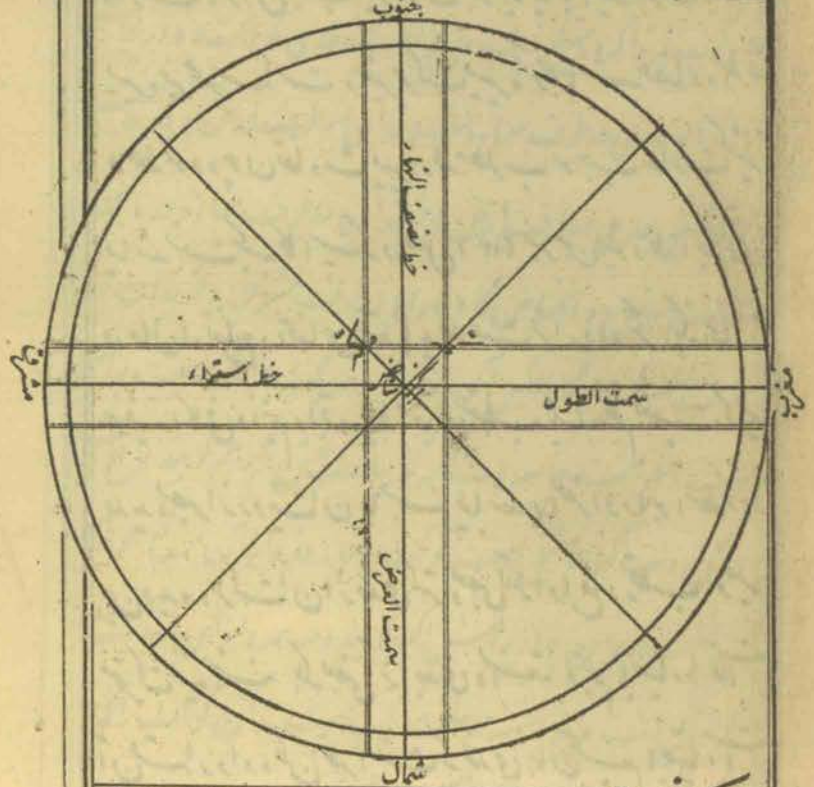 جنوب
خط نصف النهار
مشرق
خط استواء
سمت الطول
مغرب
سمت العرض
شمال